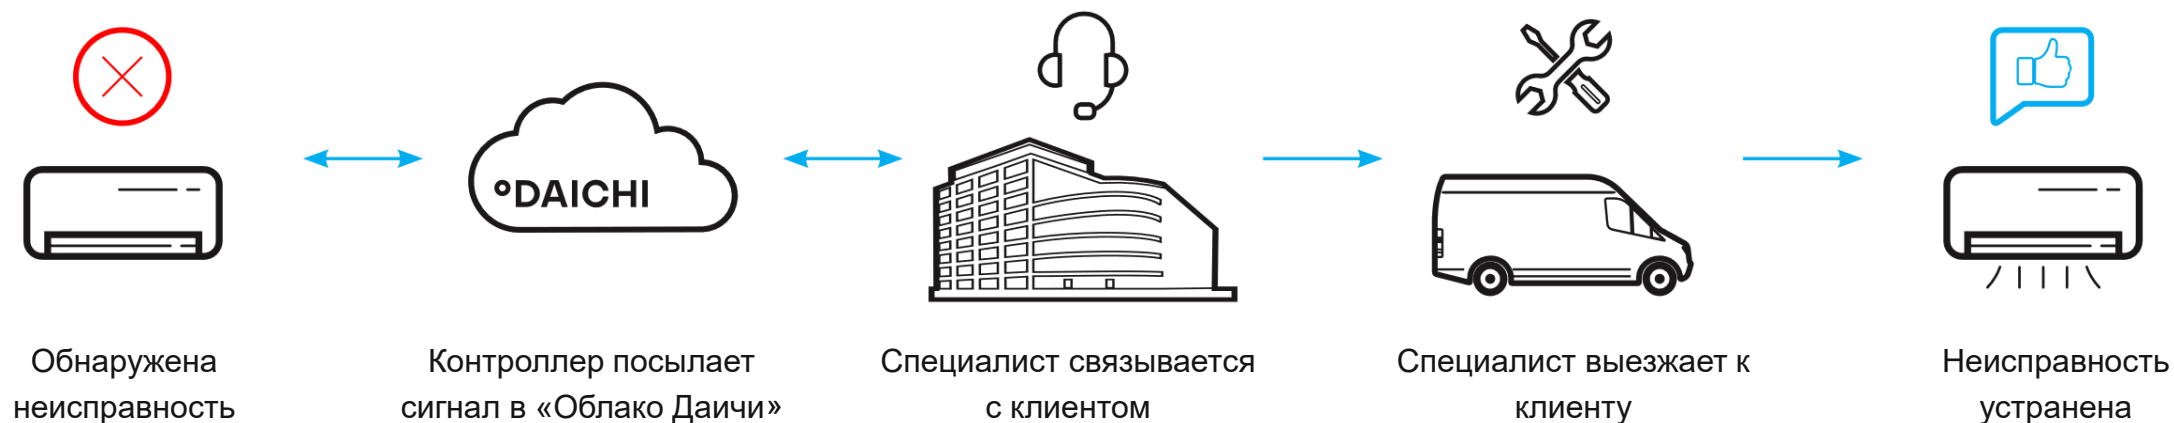 °DAICHI
Обнаружена
неисправность
Контроллер посылает
сигнал в «Облако Даичи»
Специалист связывается
с клиентом
Специалист выезжает к
клиенту
Неисправность
устранена